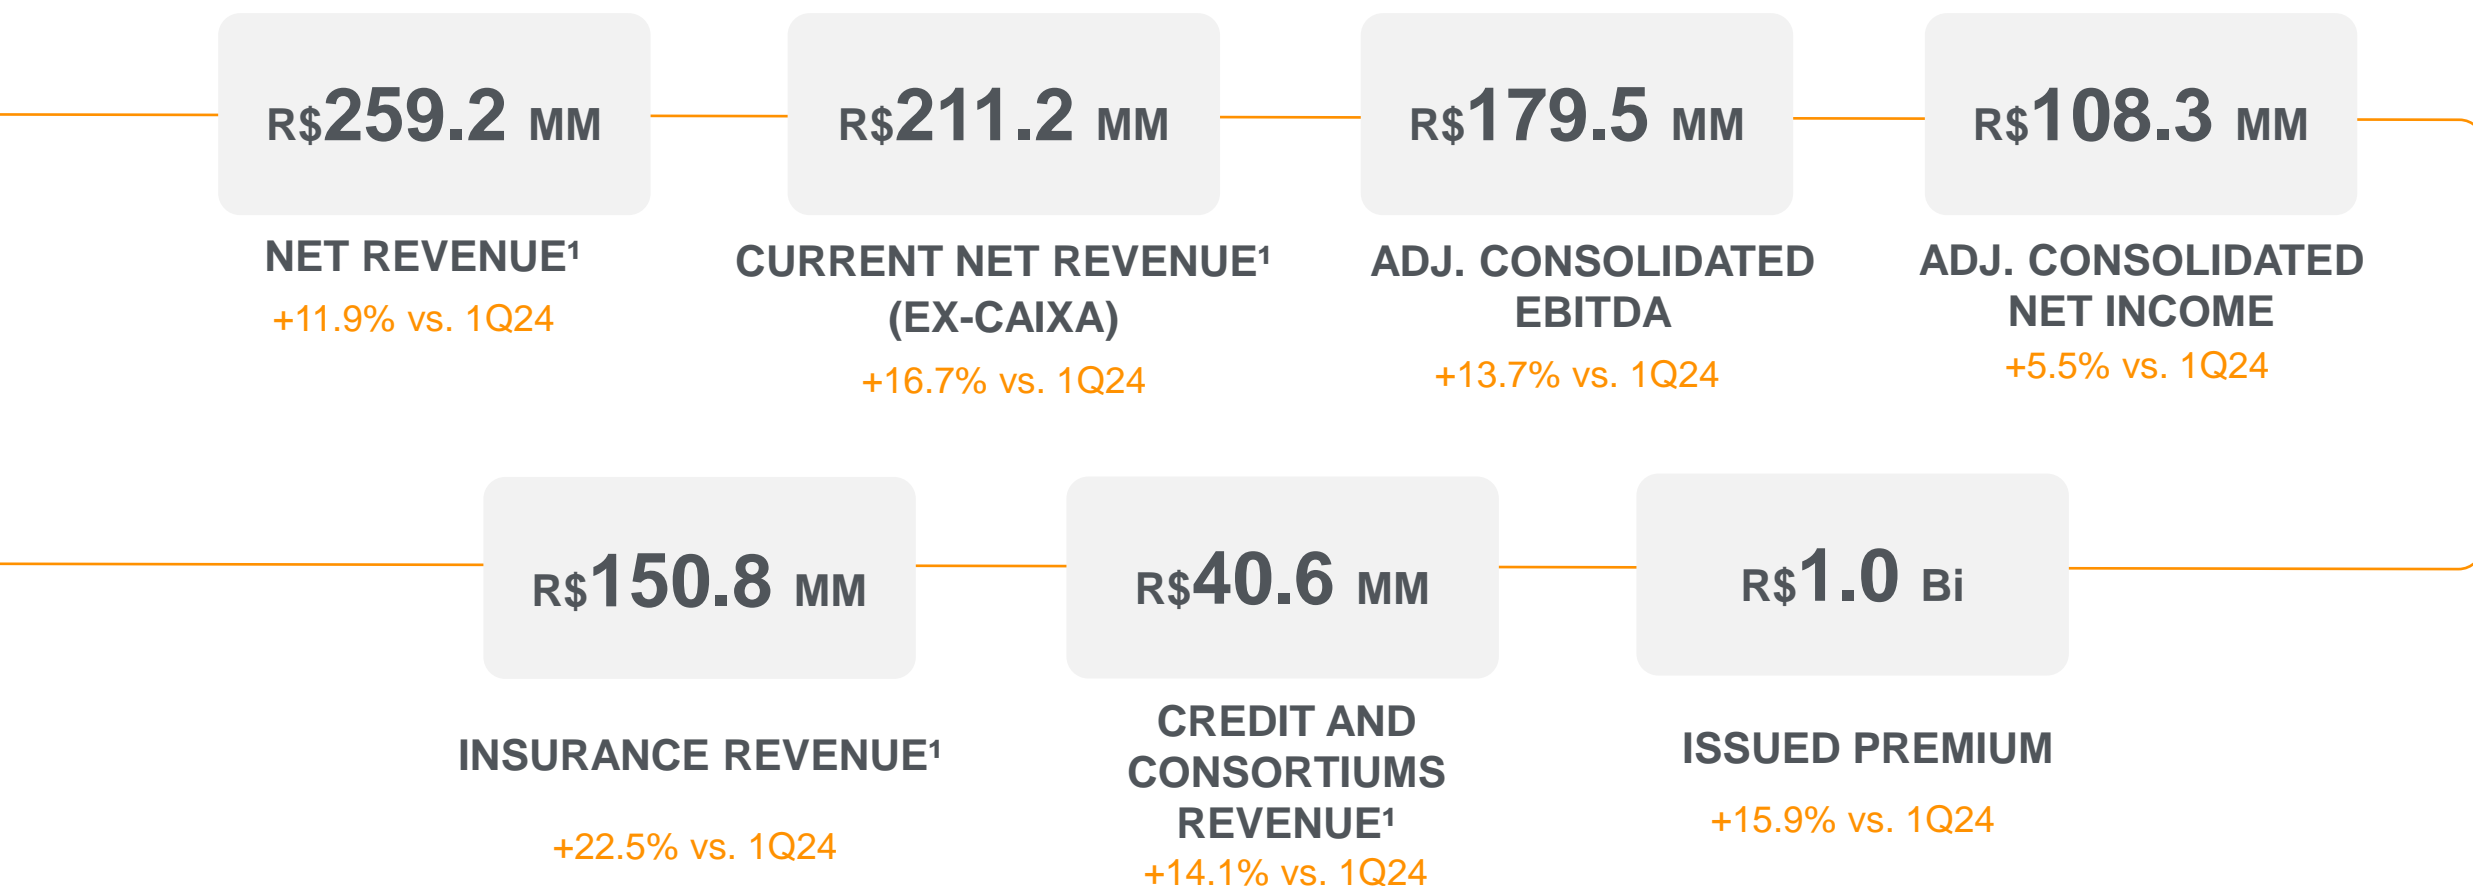 R$259.2 MM
NET REVENUE¹
+11.9% vs. 1Q24
R$211.2 MM
CURRENT NET REVENUE¹
(EX-CAIXA)
+16.7% vs. 1Q24
R$179.5 MM
ADJ. CONSOLIDATED
EBITDA
+13.7% vs. 1Q24
R$108.3 MM
ADJ. CONSOLIDATED
NET INCOME
+5.5% vs. 1Q24
R$150.8 MM
INSURANCE REVENUE¹
+22.5% vs. 1Q24
R$40.6 MM
CREDIT AND
CONSORTIUMS
REVENUE¹
+14.1% vs. 1Q24
R$1.0 Bi
ISSUED PREMIUM
+15.9% vs. 1Q24